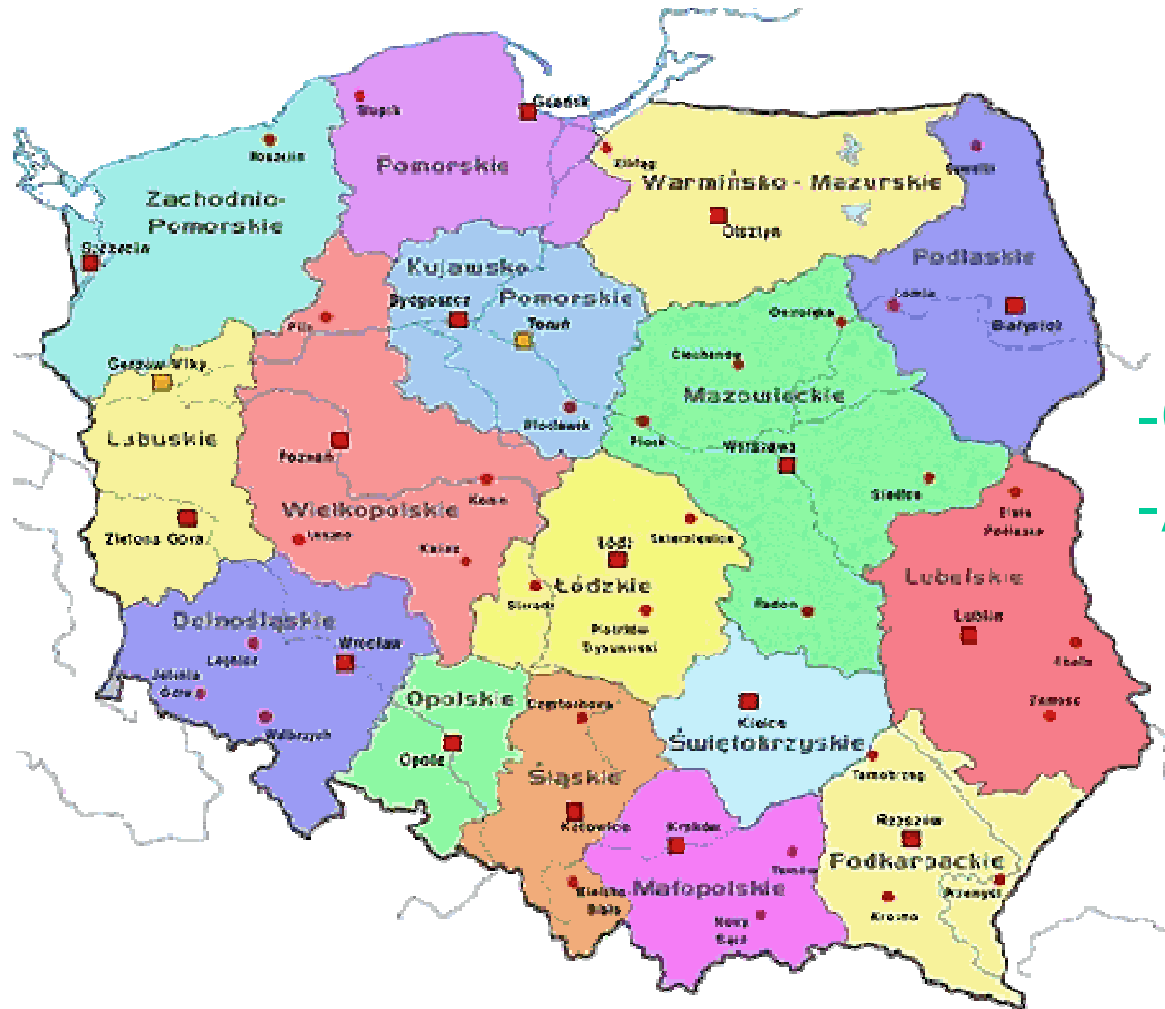 Gdańsk
Słupsk
Koszalin
Pomorskie
Elbląg
Suwałki
Warmińsko - Mazurskie
Zachodnio-
Pomorskie
Olsztyn
Szczecin
Podlaskie
Kujawsko -
Pomorskie
Bydgoszcz
Toruń
Piła
Łomża
Białystok
Ostrołęka
Ciechanów
Gorzów Wlkp
Mazowieckie
Włocławek
Płock
Lubuskie
Poznań
Warszawa
Siedlce
Konin
Biała
Podlaska
Wielkopolskie
Zielona Góra
Leszno
Kalisz
Skierniewice
Łódź
Łódzkie
Sieradz
Lubelskie
Radom
Lublin
Dolnośląskie
Piotrków
Trybunalski
Wrocław
Legnica
Chełm
Jelenia
Góra
Opolskie
Częstochowa
Zamość
Wałbrzych
Kielce
Świętokrzyskie
Opole
Śląskie
Tarnobrzeg
Katowice
Kraków
Rzeszów
Tarnów
Podkarpackie
Bielsko
Biała
Małopolskie
Przemyśl
Nowy
Sącz
Krosno